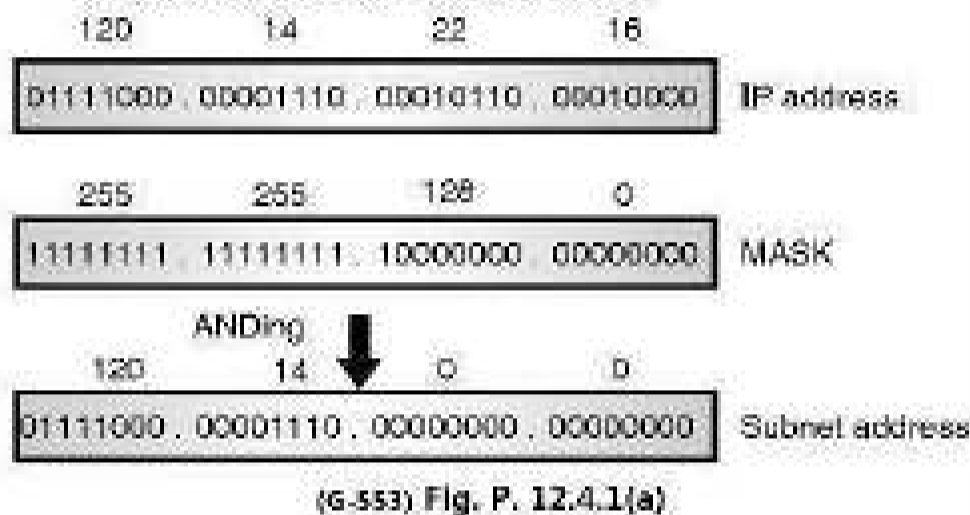 120 14 22 16
01111000 . 00001110 . 00010110 . 00010000 IP address
255 255 128 0
11111111 . 11111111 . 10000000 . 00000000 MASK
ANDing
120 14 0 0
01111000 . 00001110 . 00000000 . 00000000 Subnet address
(G-553) Fig. P. 12.4.1(a)